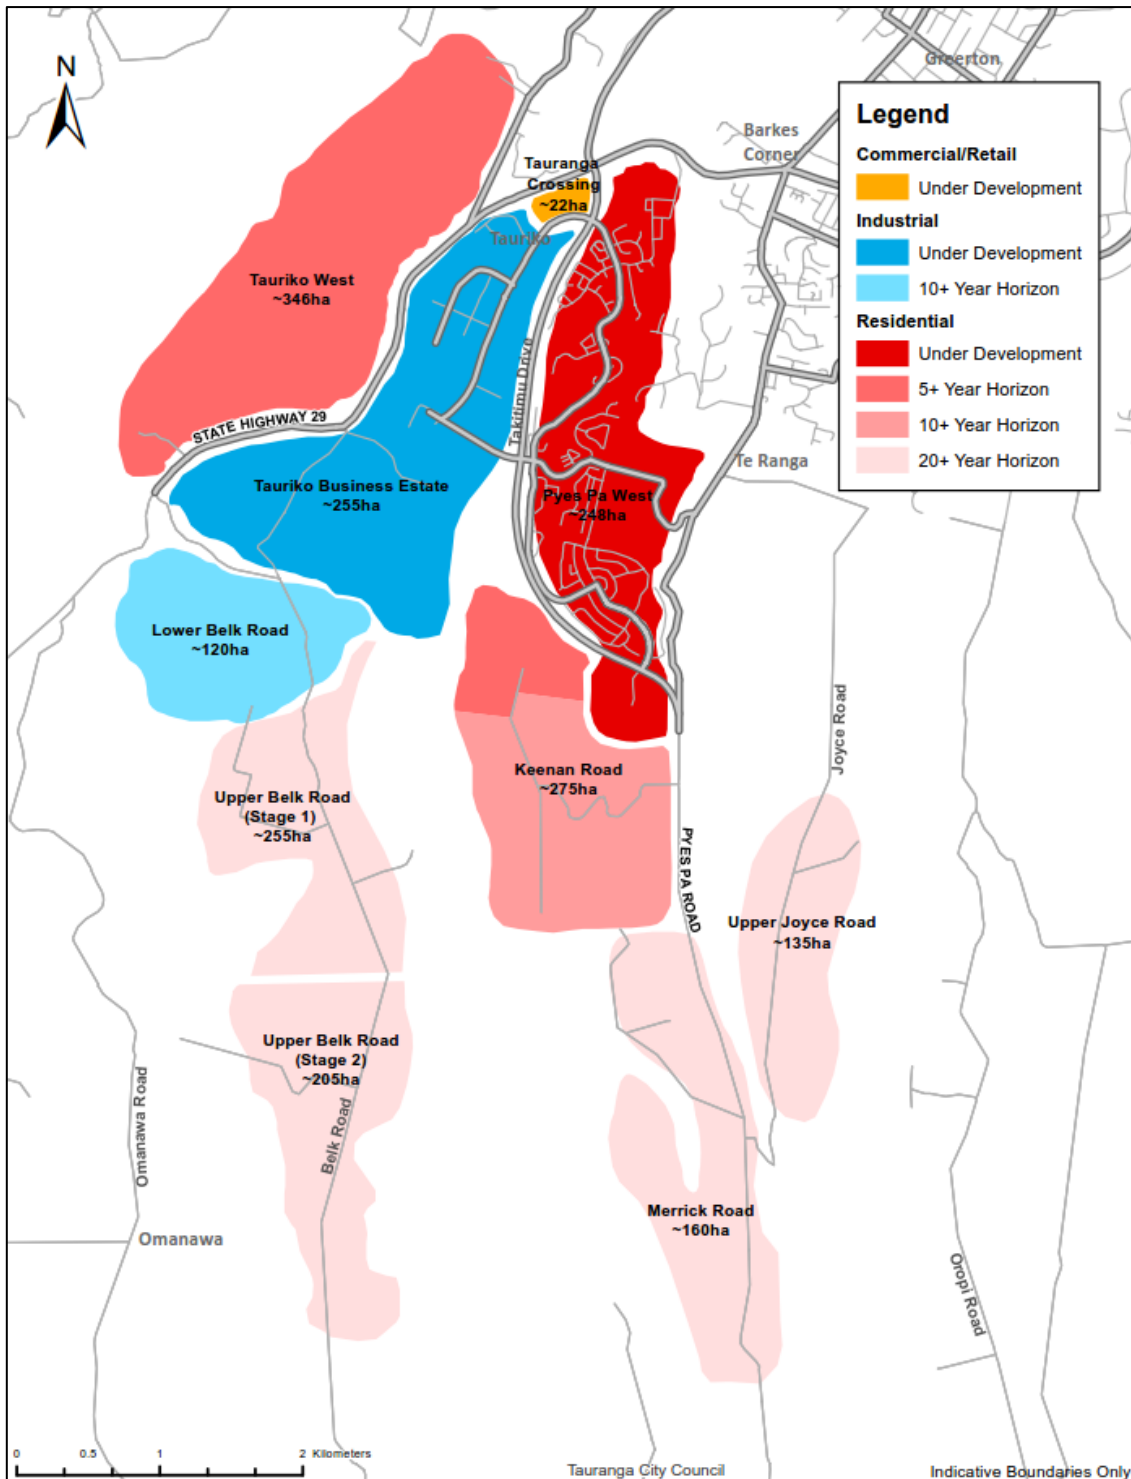 N
Greerton
Barkes
Corner
Legend
Commercial/Retail
Under Development
Industrial
Under Development
10+ Year Horizon
Residential
Under Development
5+ Year Horizon
10+ Year Horizon
20+ Year Horizon
Tauranga
Crossing
~22ha
Tauriko
Tauriko West
~346ha
Takitimu Drive
STATE HIGHWAY 29
Te Ranga
Tauriko Business Estate
~255ha
Pyes Pa West
~248ha
Lower Belk Road
~120ha
Joyce Road
Keenan Road
~275ha
Upper Belk Road
(Stage 1)
~255ha
PYES PA ROAD
Upper Joyce Road
~135ha
Upper Belk Road
(Stage 2)
~205ha
Omanawa Road
Belk Road
Merrick Road
~160ha
Omanawa
Oropi Road
0 0.5 1 2 Kilometers
Tauranga City Council
Indicative Boundaries Only